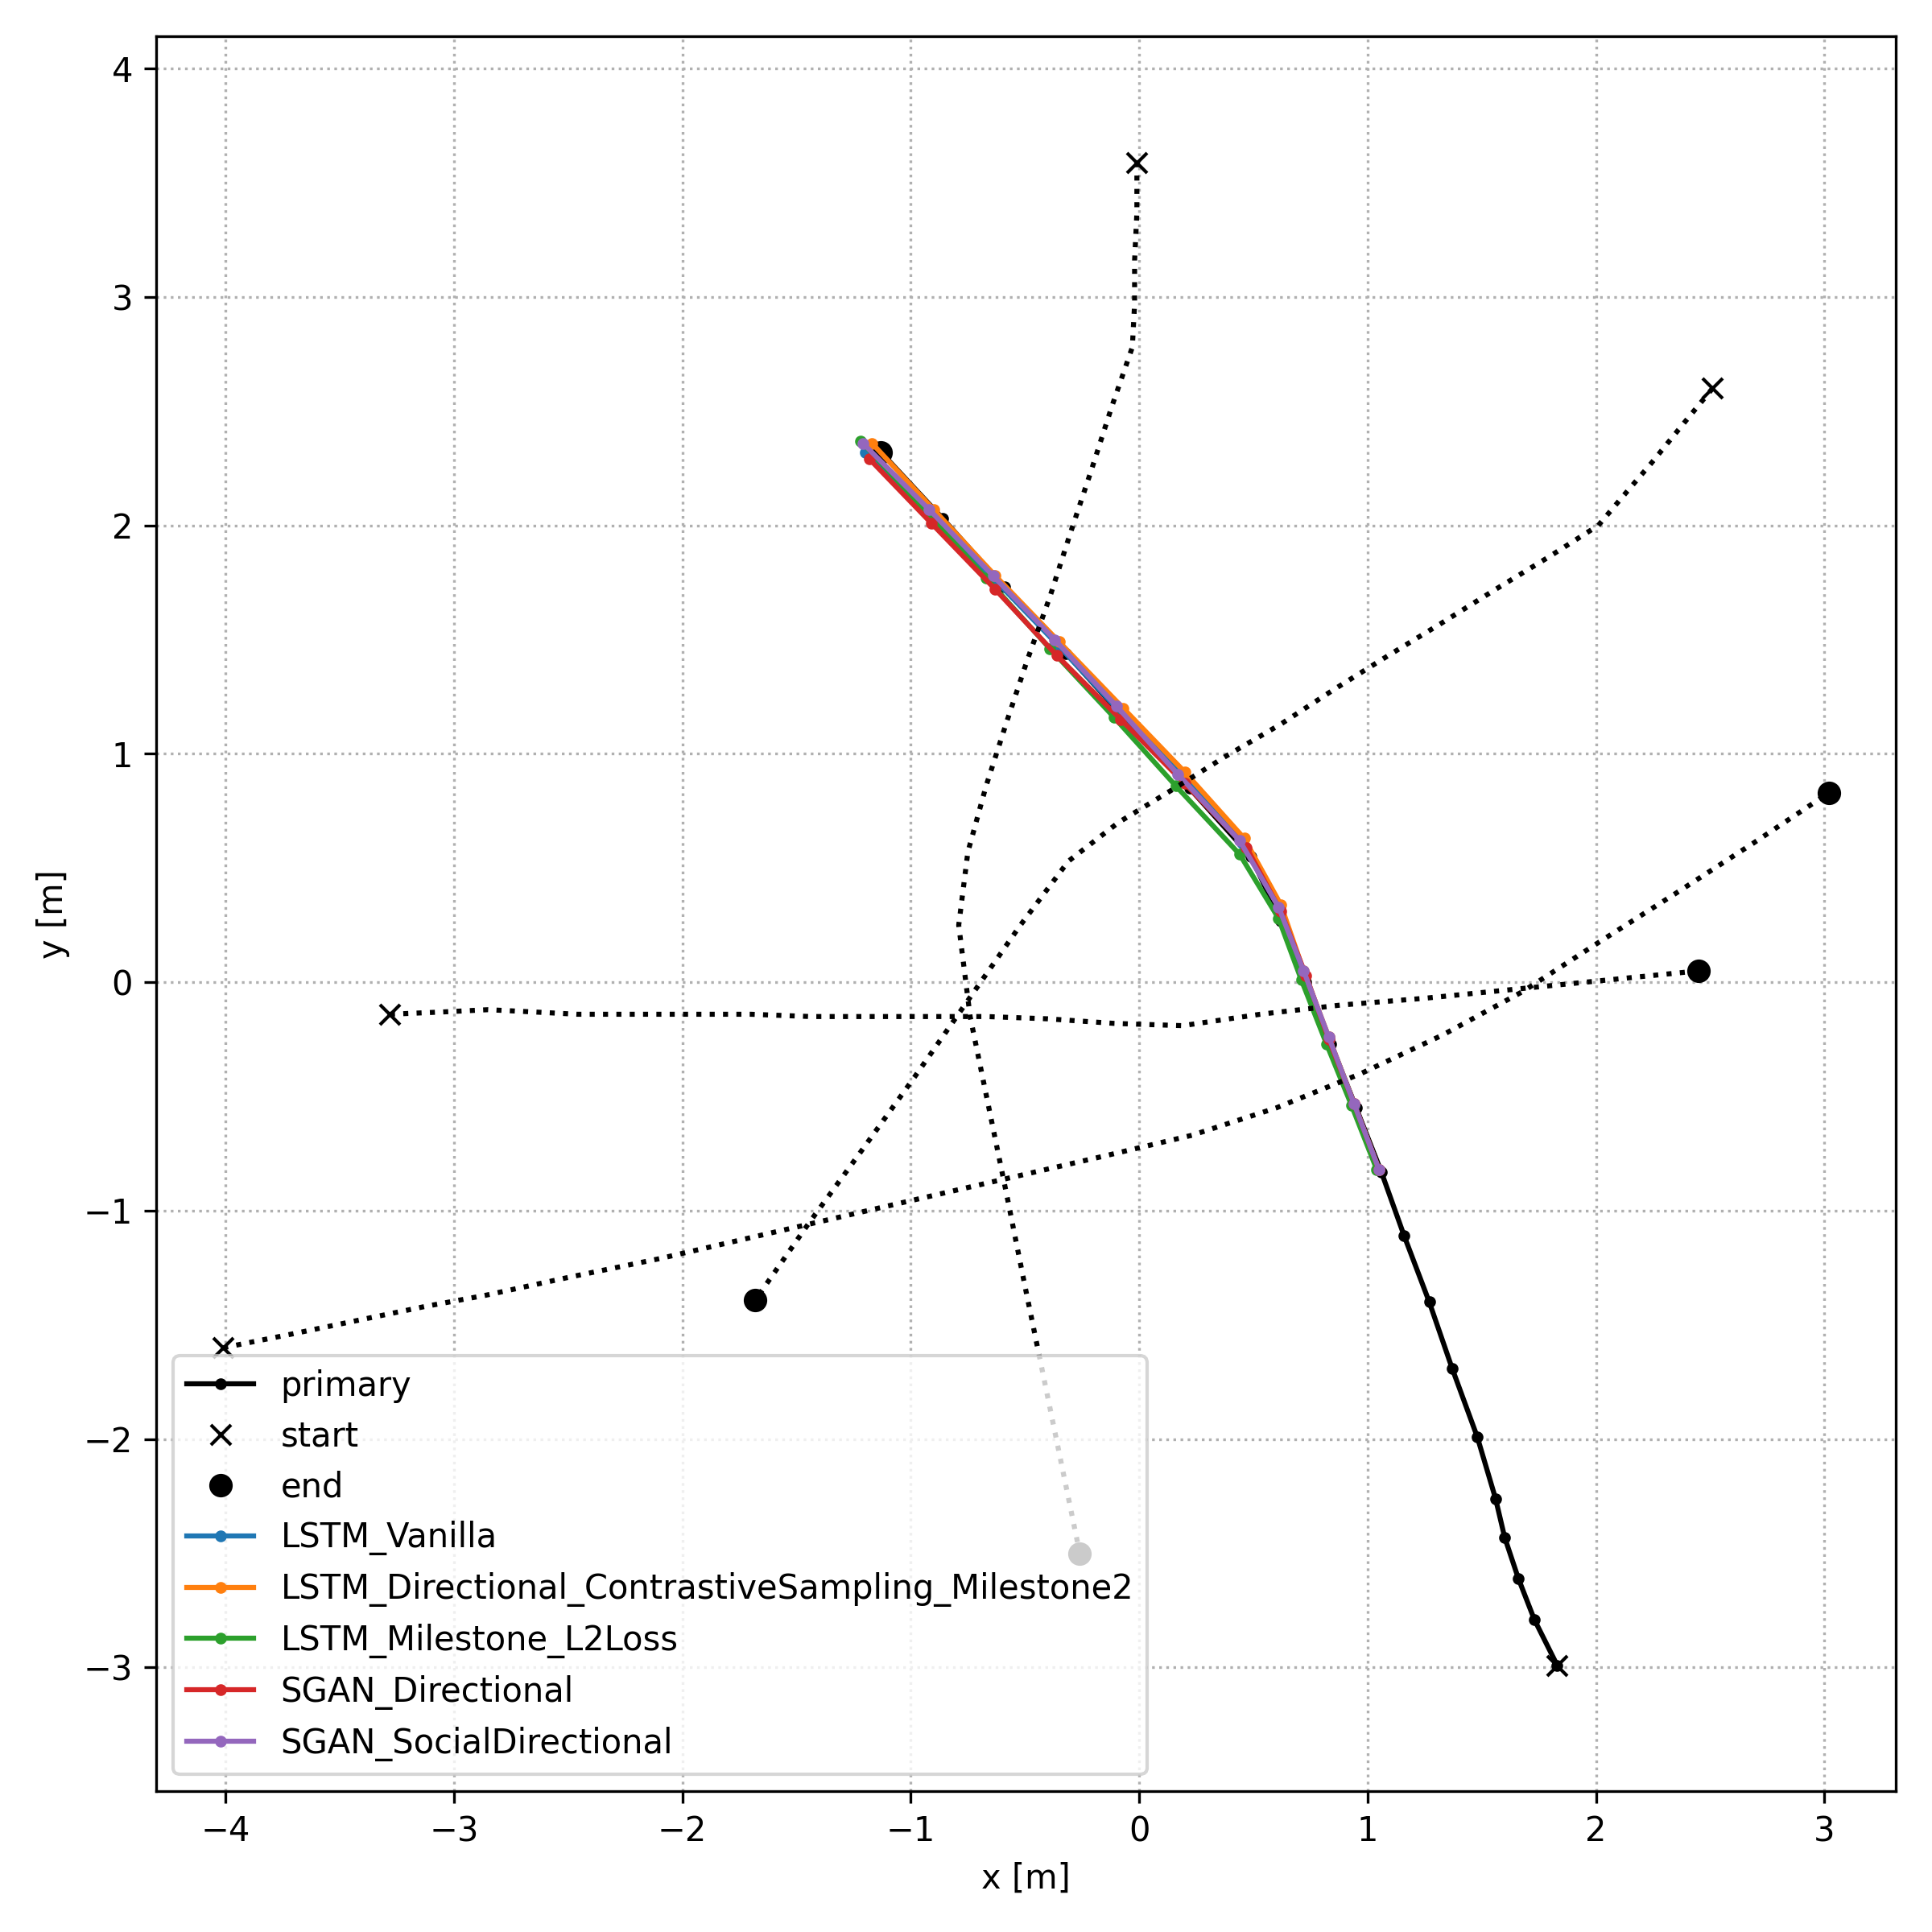 4
3
2
1
0
−1
−2
−3
y [m]
primary
start
end
LSTM_Vanilla
LSTM_Directional_ContrastiveSampling_Milestone2
LSTM_Milestone_L2Loss
SGAN_Directional
SGAN_SocialDirectional
−4 −3 −2 −1 0 1 2 3
x [m]